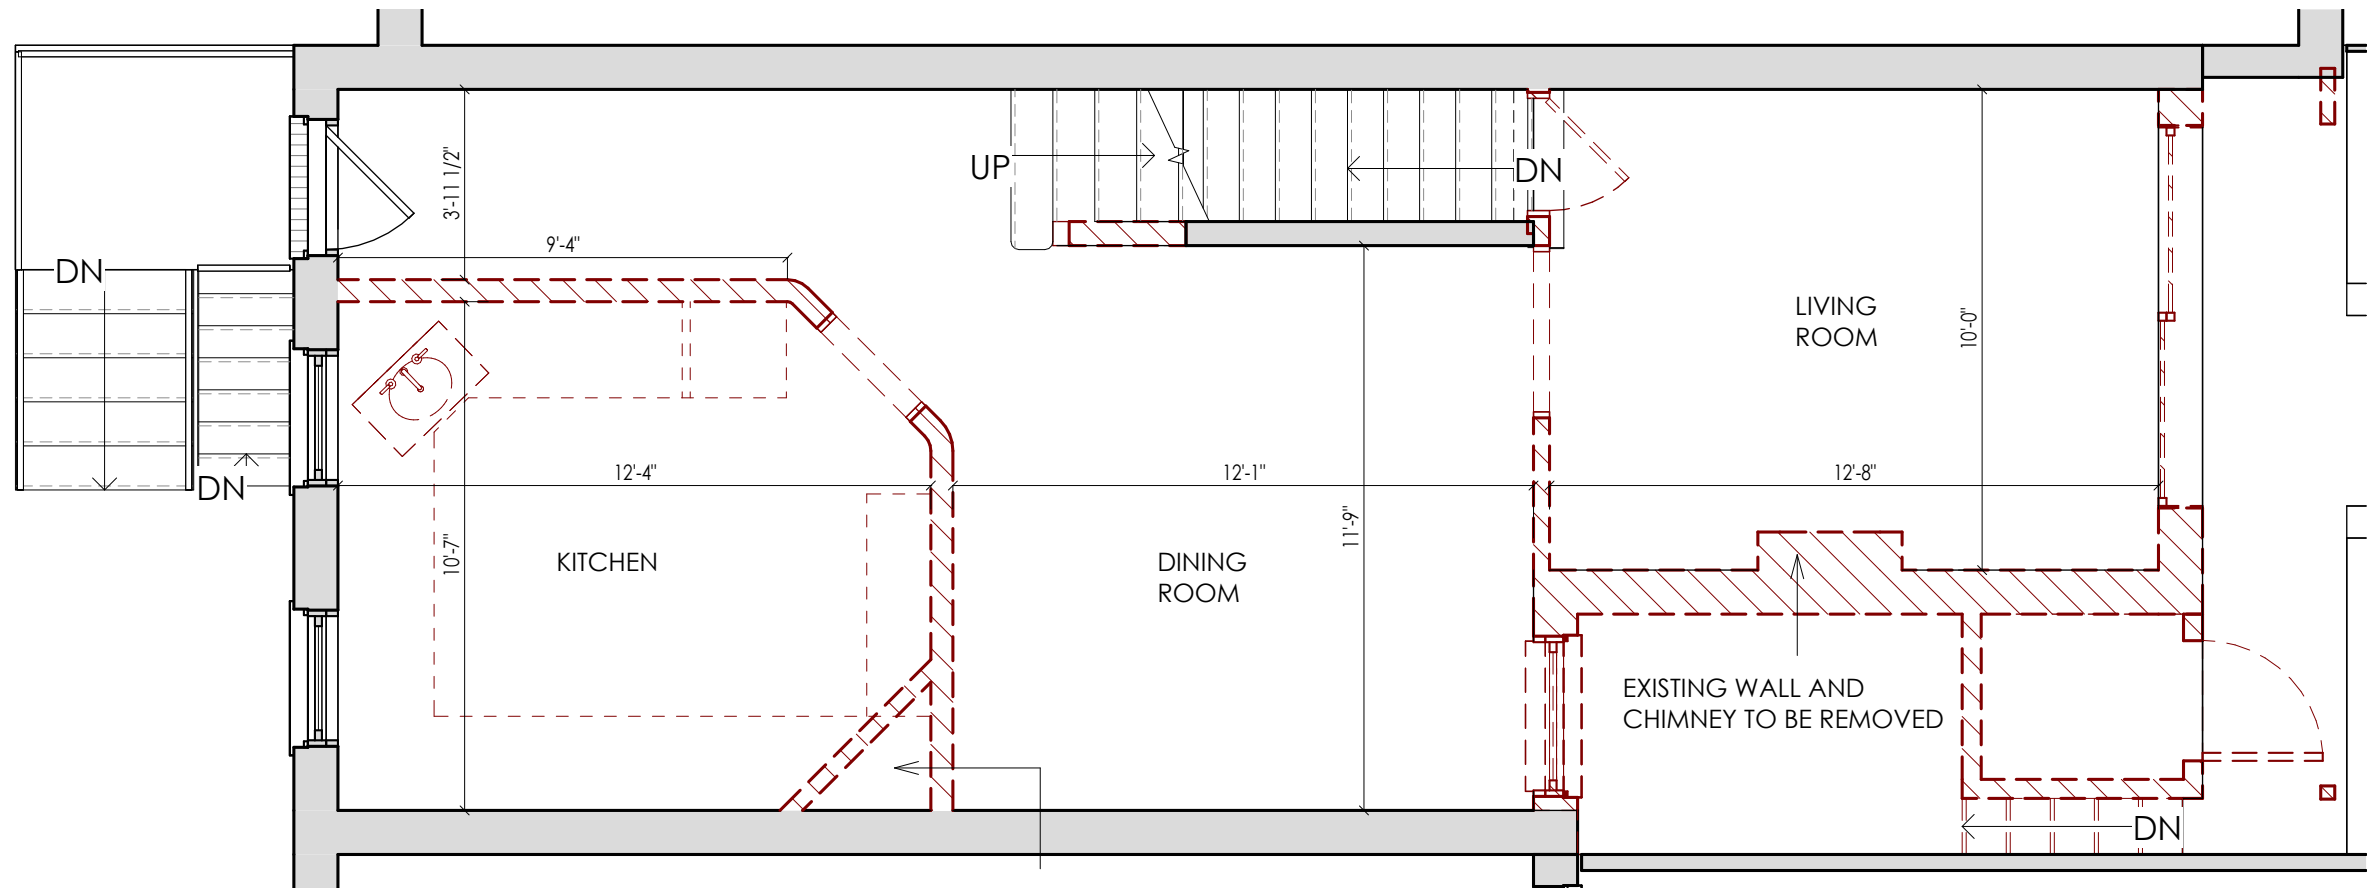 3'-11 1/2"
UP
DN
9'-4"
DN
LIVING
ROOM
10'-0"
12'-4"
12'-1"
12'-8"
DN
11'-9"
10'-7"
KITCHEN
DINING
ROOM
EXISTING WALL AND
CHIMNEY TO BE REMOVED
DN